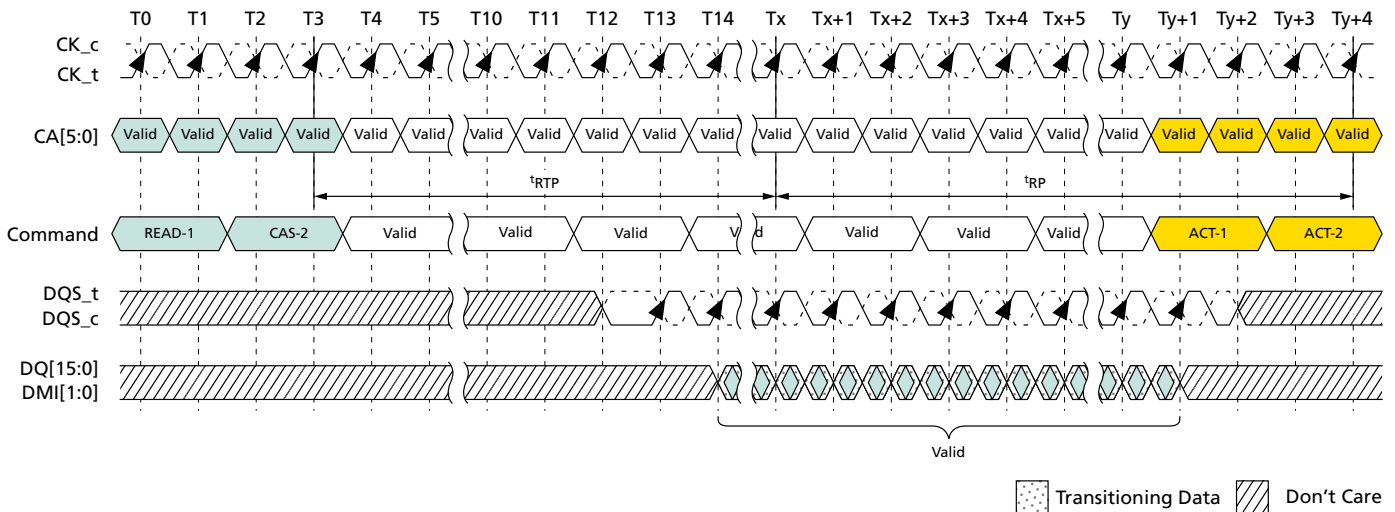 T0 T1 T2 T3 T4 T5 T10 T11 T12 T13 T14 Tx Tx+1 Tx+2 Tx+3 Tx+4 Tx+5 Ty Ty+1 Ty+2 Ty+3 Ty+4
CK_c
CK_t
CA[5:0] Valid Valid Valid Valid Valid Valid Valid Valid Valid Valid Valid Valid Valid Valid Valid Valid Valid Valid Valid Valid Valid Valid
tRTP tRP
Command READ-1 CAS-2 Valid Valid Valid V d Valid Valid Valid ACT-1 ACT-2
DQS_t
DQS_c
DQ[15:0]
DMI[1:0]
Valid
Transitioning Data Don't Care